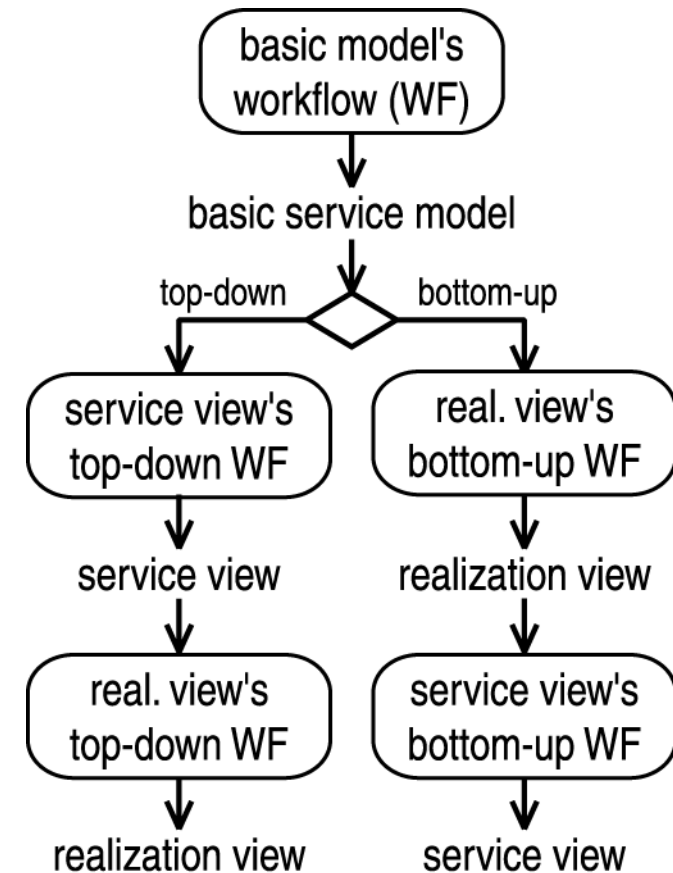 basic model's
workflow (WF)
basic service model
top-down
bottom-up
service view's
top-down WF
real. view's
bottom-up WF
service view
realization view
real. view's
top-down WF
service view's
bottom-up WF
realization view
service view